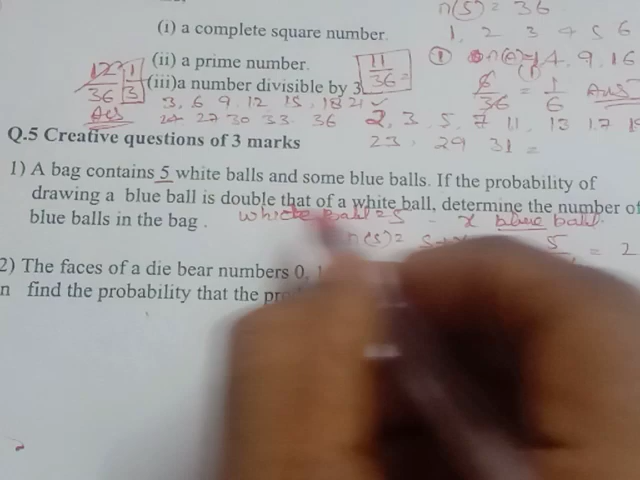 n(S) = 36
(i) a complete square number. 1, 2 3 4 5 6
(ii) a prime number. 11/36 = ① n(A) = 1 4, 9, 16
12/36 1/3 (iii) a number divisible by 3 6/36 = 1/6 Ans
Ans 3, 6 9, 12 15, 18 21 2, 3. 5. 7 11, 13 17 19
24 27 30 33. 36 23, 29 31 =
Q.5 Creative questions of 3 marks
1) A bag contains 5 white balls and some blue balls. If the probability of
drawing a blue ball is double that of a white ball, determine the number of
blue balls in the bag . white Ball = 5 - x blue ball.
n(S) = 5 = 2
2) The faces of a die bear numbers 0,
n find the probability that the